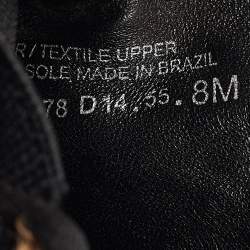 R/TEXTILE UPPER
SOLE MADE IN BRAZIL
78 D14.55.8M